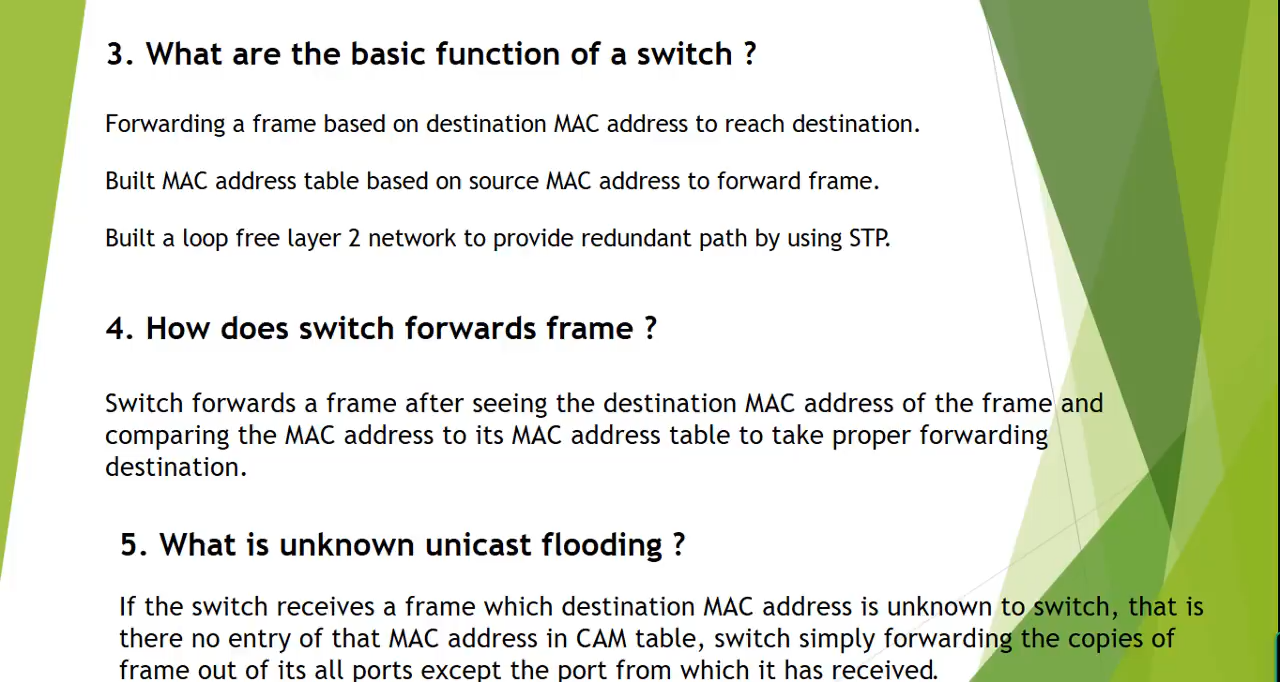 3. What are the basic function of a switch ?
Forwarding a frame based on destination MAC address to reach destination.
Built MAC address table based on source MAC address to forward frame.
Built a loop free layer 2 network to provide redundant path by using STP.
4. How does switch forwards frame ?
Switch forwards a frame after seeing the destination MAC address of the frame and
comparing the MAC address to its MAC address table to take proper forwarding
destination.
5. What is unknown unicast flooding ?
If the switch receives a frame which destination MAC address is unknown to switch, that is
there no entry of that MAC address in CAM table, switch simply forwarding the copies of
frame out of its all ports except the port from which it has received.